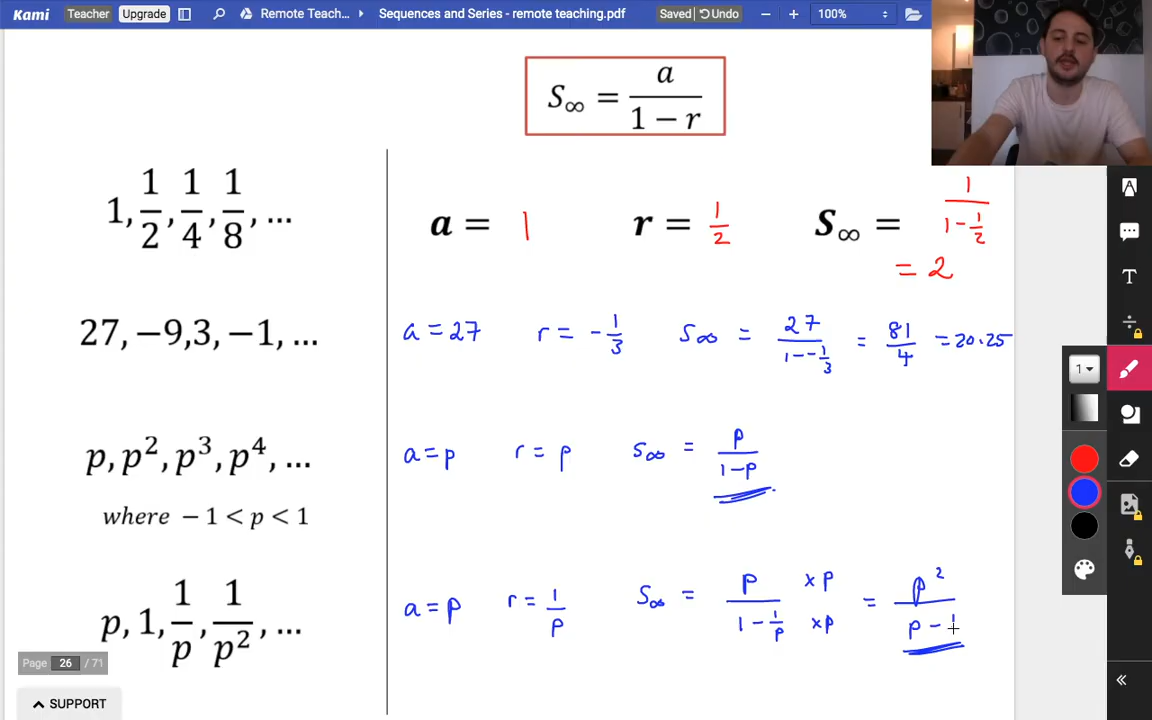 Kami Teacher Upgrade Remote Teach... Sequences and Series - remote teaching.pdf Saved Undo 100%
S∞ = a/(1 − r)
1, 1/2, 1/4, 1/8, ... a = 1 r = 1/2 S∞ = 1/(1 - 1/2)
= 2
27, −9,3, −1, ... a = 27 r = - 1/3 S∞ = 27/(1 - - 1/3) = 81/4 = 20.25
p, p², p³, p⁴, ... a = p r = p S∞ = p/(1-p)
where − 1 < p < 1
p, 1, 1/p, 1/p², ... a = p r = 1/p S∞ = p/(1 - 1/p) xp xp = p²/(p - 1)
Page 26 / 71
SUPPORT
A
T
1